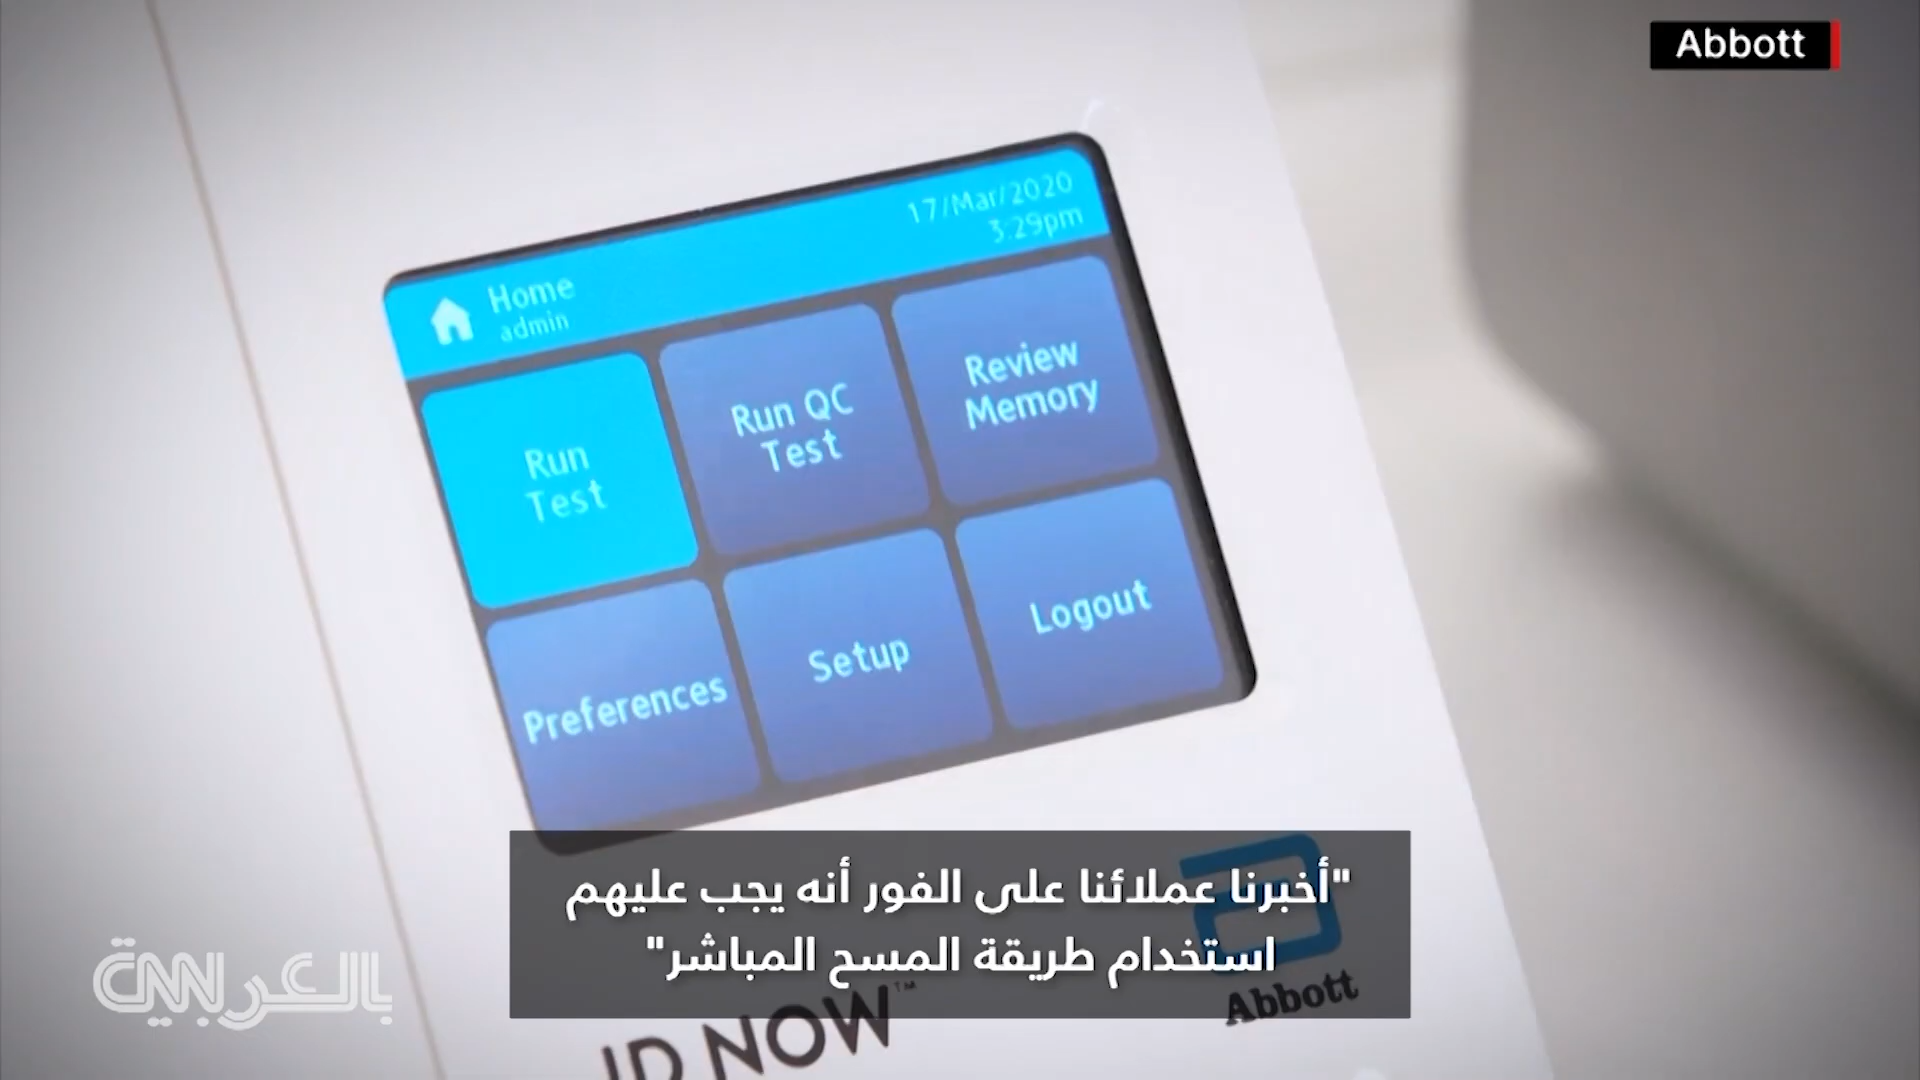 Abbott
17/Mar/2020
3:29pm
Home
admin
Run
Test
Run QC
Test
Review
Memory
Preferences
Setup
Logout
"أخبرنا عملائنا على الفور أنه يجب عليهم
استخدام طريقة المسح المباشر"
CNN بالعربية
ID NOW™
Abbott